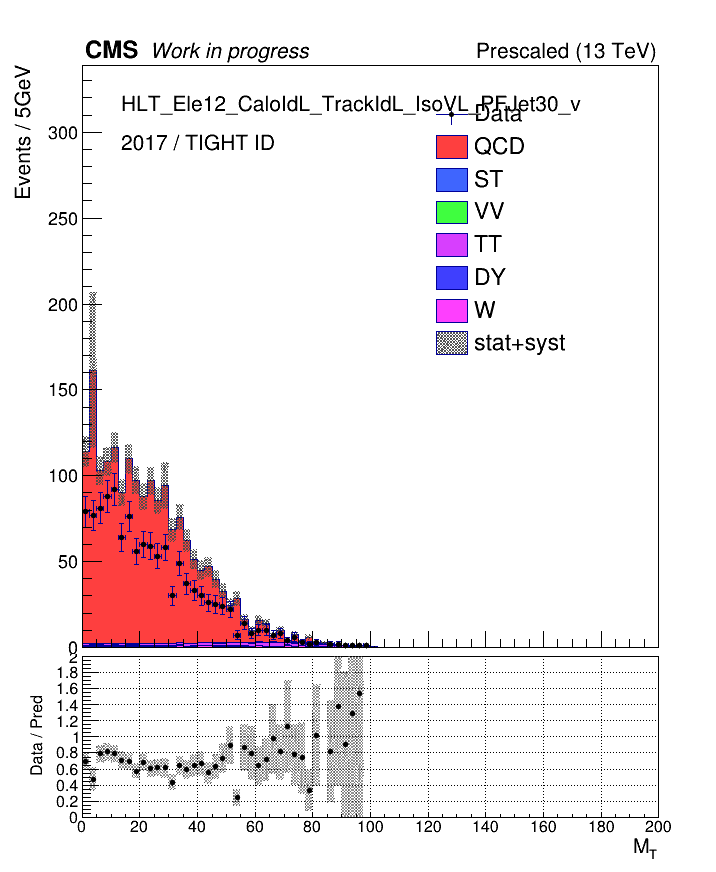 CMS Work in progress Prescaled (13 TeV)
Events / 5GeV
HLT_Ele12_CaloIdL_TrackIdL_IsoVL_PFJet30_v
2017 / TIGHT ID
Data
QCD
ST
VV
TT
DY
W
stat+syst
300
250
200
150
100
50
0
Data / Pred
2
1.8
1.6
1.4
1.2
1
0.8
0.6
0.4
0.2
0
0 20 40 60 80 100 120 140 160 180 200
M_T